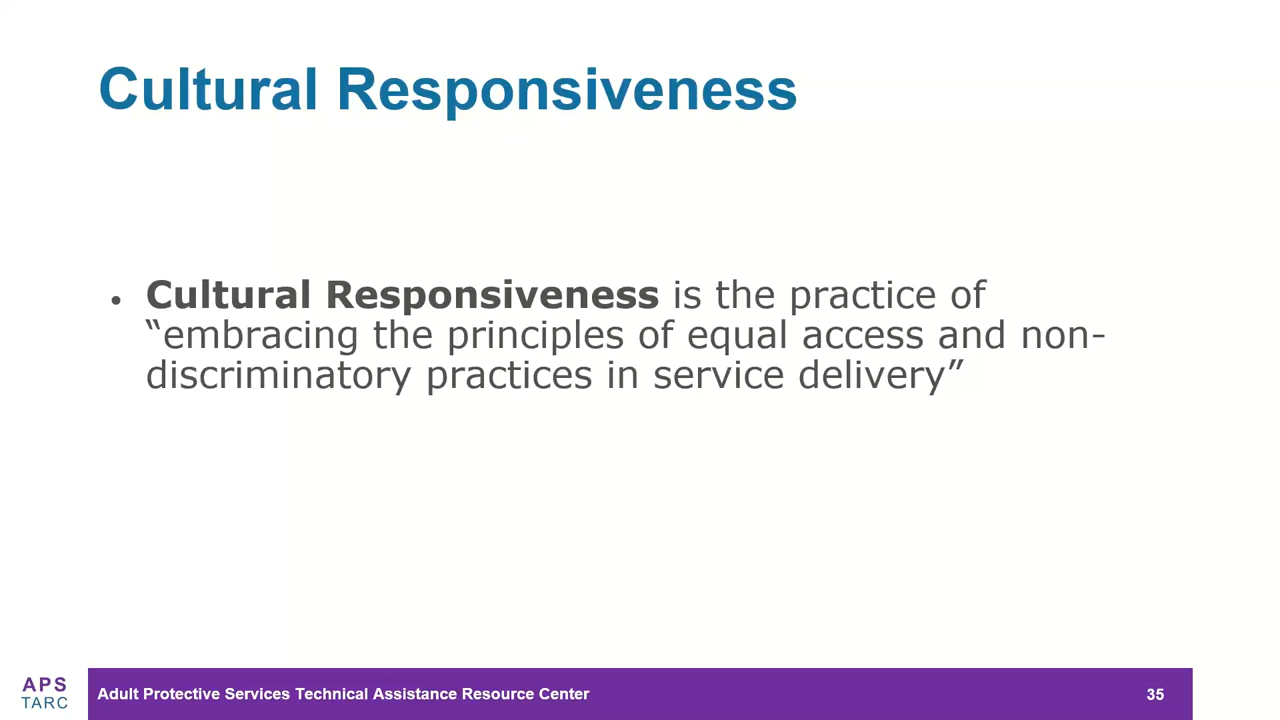 Cultural Responsiveness
• Cultural Responsiveness is the practice of
“embracing the principles of equal access and non-
discriminatory practices in service delivery”
APS
TARC
Adult Protective Services Technical Assistance Resource Center
35